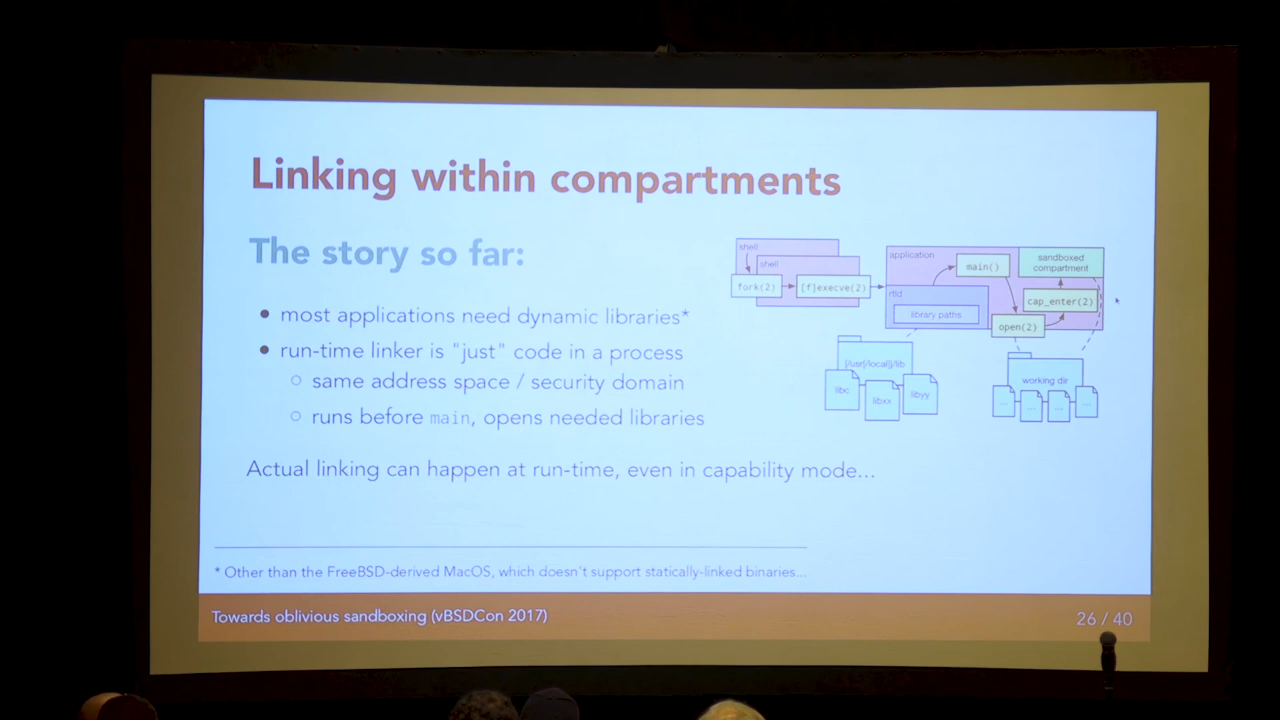 Linking within compartments
The story so far:
• most applications need dynamic libraries*
• run-time linker is "just" code in a process
○ same address space / security domain
○ runs before main, opens needed libraries
Actual linking can happen at run-time, even in capability mode...
shell
shell
fork(2)
[f]execve(2)
application
main()
sandboxed
compartment
rtld
library paths
cap_enter(2)
open(2)
[/usr[/local]]/lib
libc
libxx
libyy
working dir
...
...
...
...
* Other than the FreeBSD-derived MacOS, which doesn't support statically-linked binaries...
Towards oblivious sandboxing (vBSDCon 2017)
26 / 40